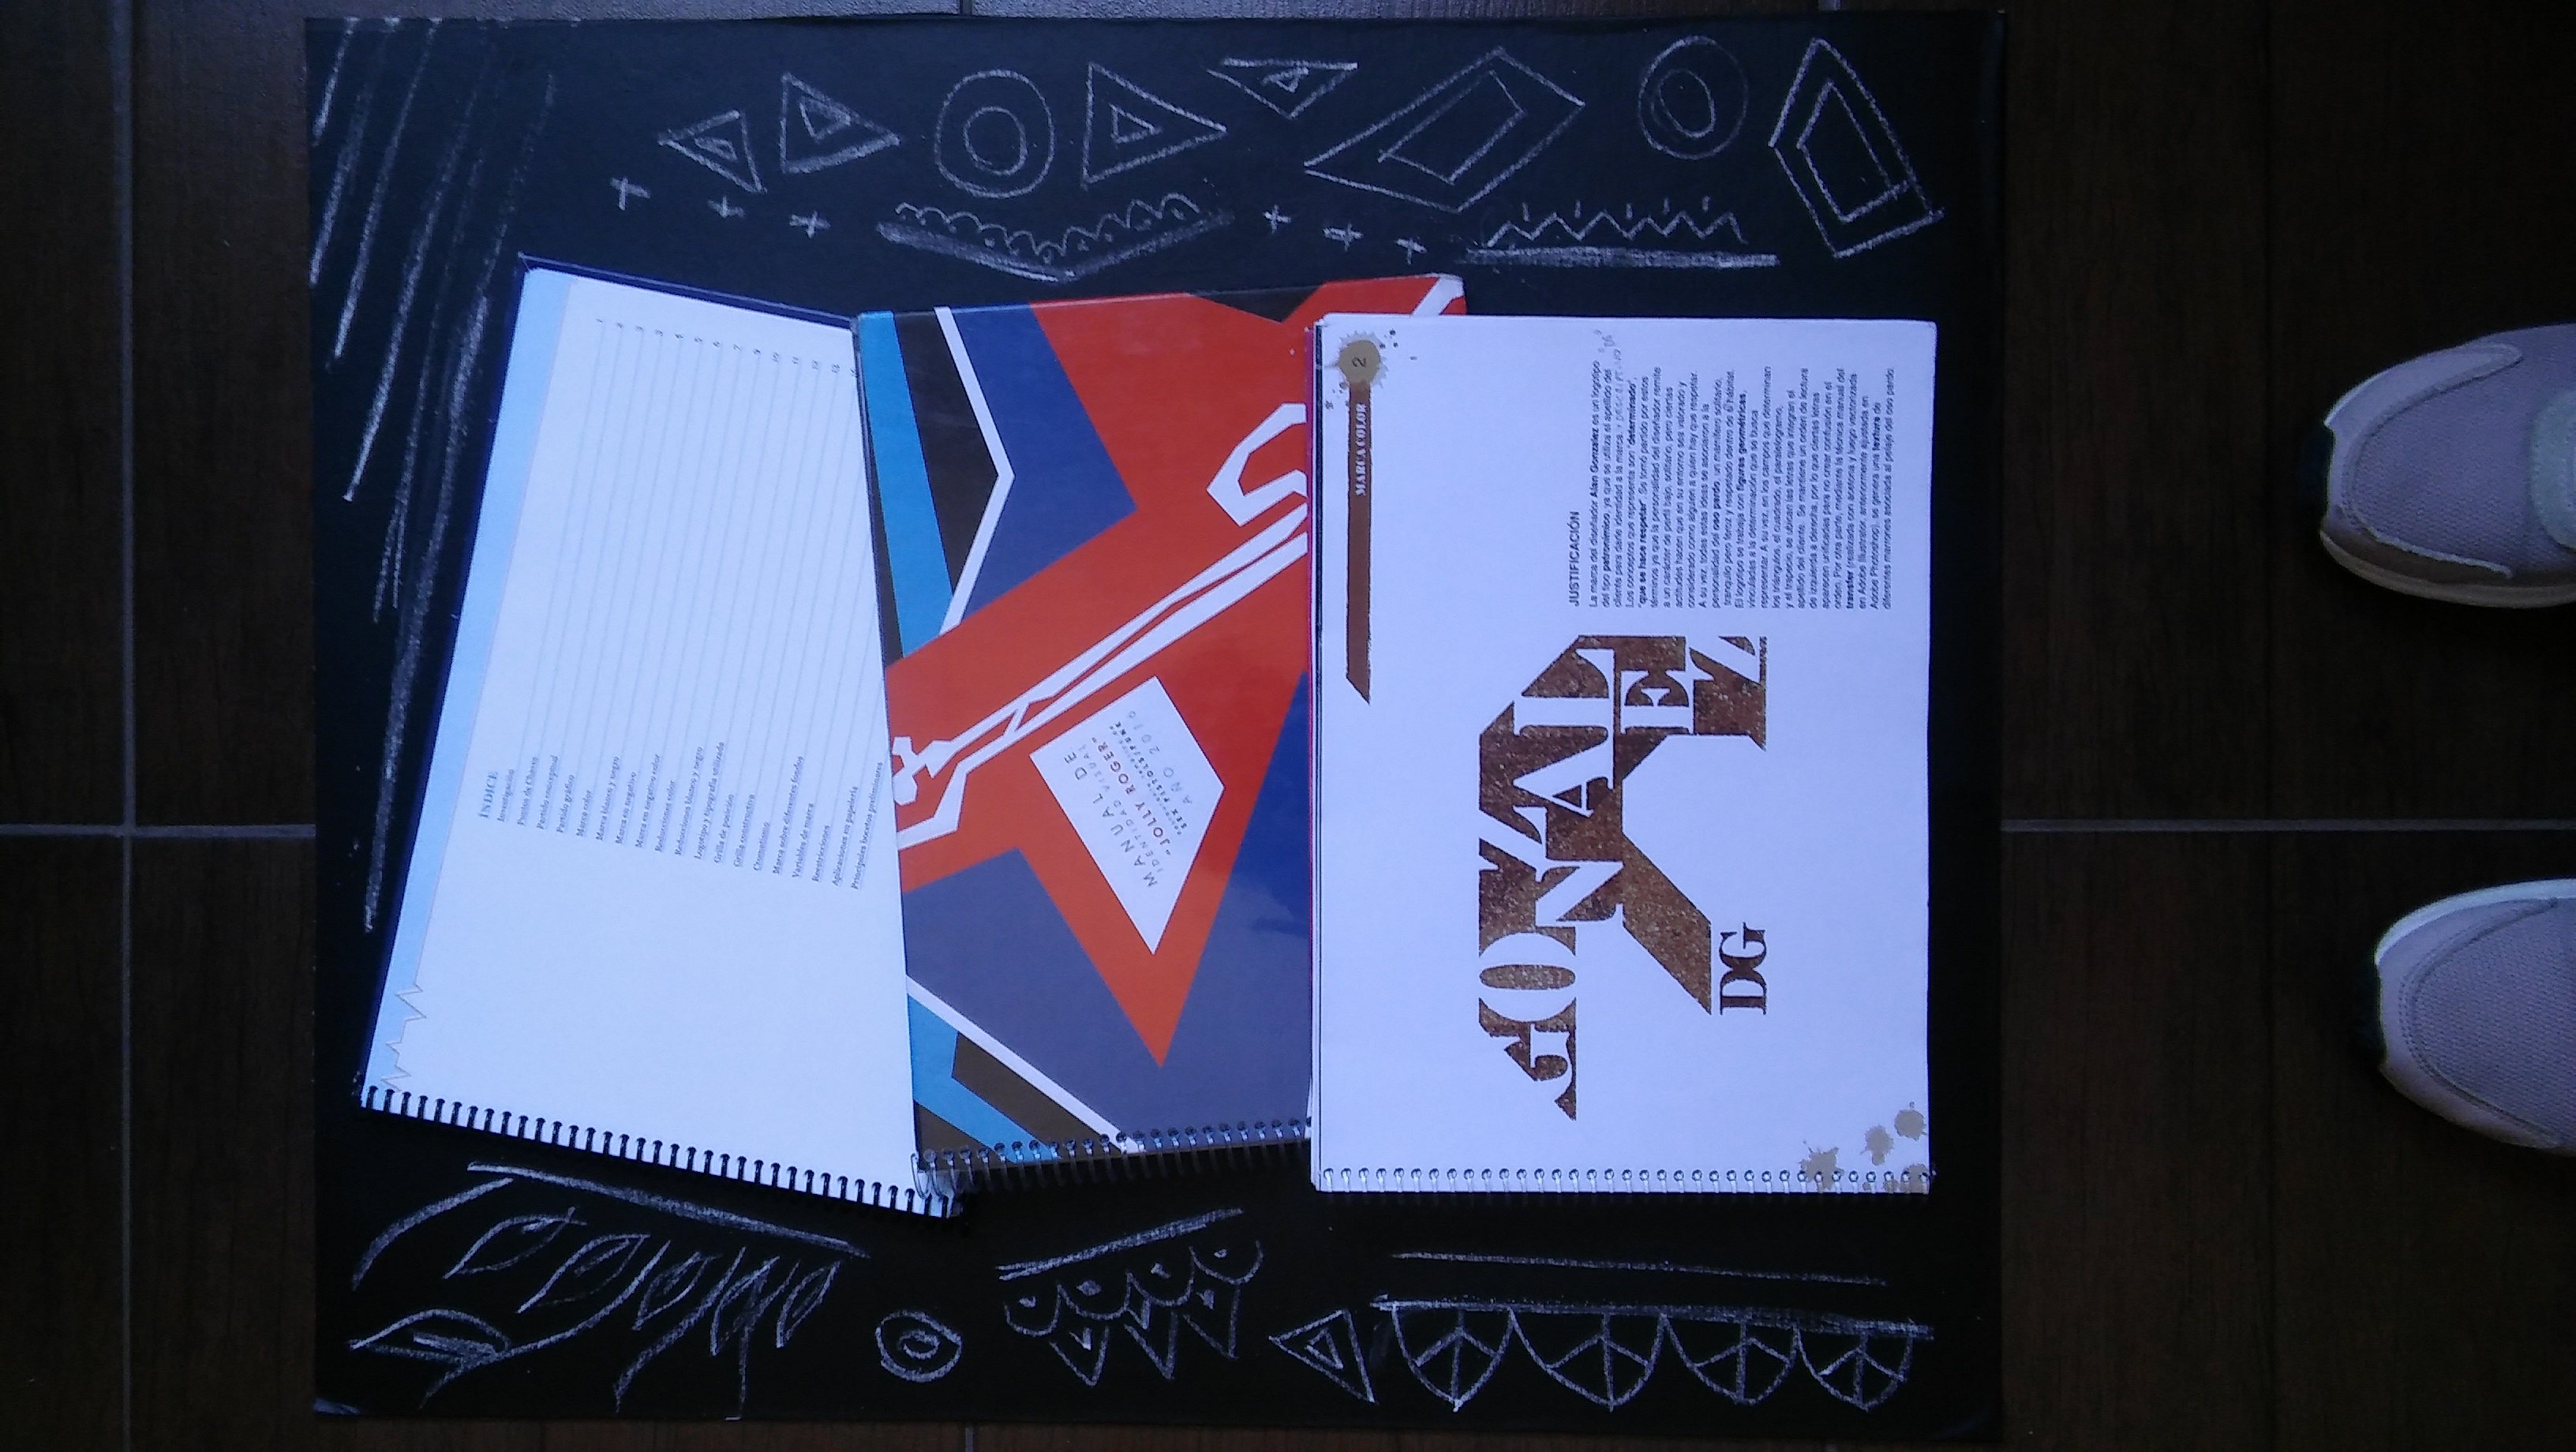 ÍNDICE
Investigación
Puntos de Claves
Partido conceptual
Partido gráfico
Marca color
Marca blanco y negro
Marca en negativo
Marca en negativo color
Reducciones color
Reducciones blanco y negro
Logotipo y tipografía utilizada
Grilla de posición
Grilla constructiva
Cromatismo
Marca sobre diferentes fondos
Variables de marca
Restricciones
Aplicaciones en papelería
Principales bocetos preliminares
MANUAL DE
IDENTIDAD VISUAL
"JOLLY ROGER"
SEX PISTOLS/PUNK
AÑO 2015
MARCA COLOR 2
GONZALEZ
DG
JUSTIFICACIÓN
La marca del diseñador Alan Gonzalez es un logotipo
del tipo patronímico, ya que se utiliza el apellido del
cliente para darle identidad a la marca. Y DESCRIPTIVO "DG"
Los conceptos que representa son "determinado",
"que se hace respetar". Se tomó partido por estos
términos ya que la personalidad del diseñador remite
a un carácter de perfil bajo, solitario, pero ciertas
actitudes hacen que en su entorno sea valorado y
considerado como alguien a quien hay que respetar.
A su vez, todas estas ideas se asociaron a la
personalidad del oso pardo, un mamífero solitario,
tranquilo pero feroz y respetado dentro de hábitat.
El logotipo se trabaja con figuras geométricas,
vinculadas a la determinación que se busca
representar. A su vez, en los campos que determinan
los triángulos, el cuadrado, el paralelogramo,
y el trapecio, se ubican las letras que integran el
apellido del cliente. Se mantiene un orden de lectura
de izquierda a derecha, por lo que ciertas letras
aparecen unificadas para no crear confusión en el
orden. Por otra parte, mediante la técnica manual del
transfer (realizada con acetona y luego vectorizada
en Adobe Illustrator, anteriormente ajustada en
Adobe Photoshop), se genera una textura de
diferentes marrones asociada al pelaje del oso pardo.